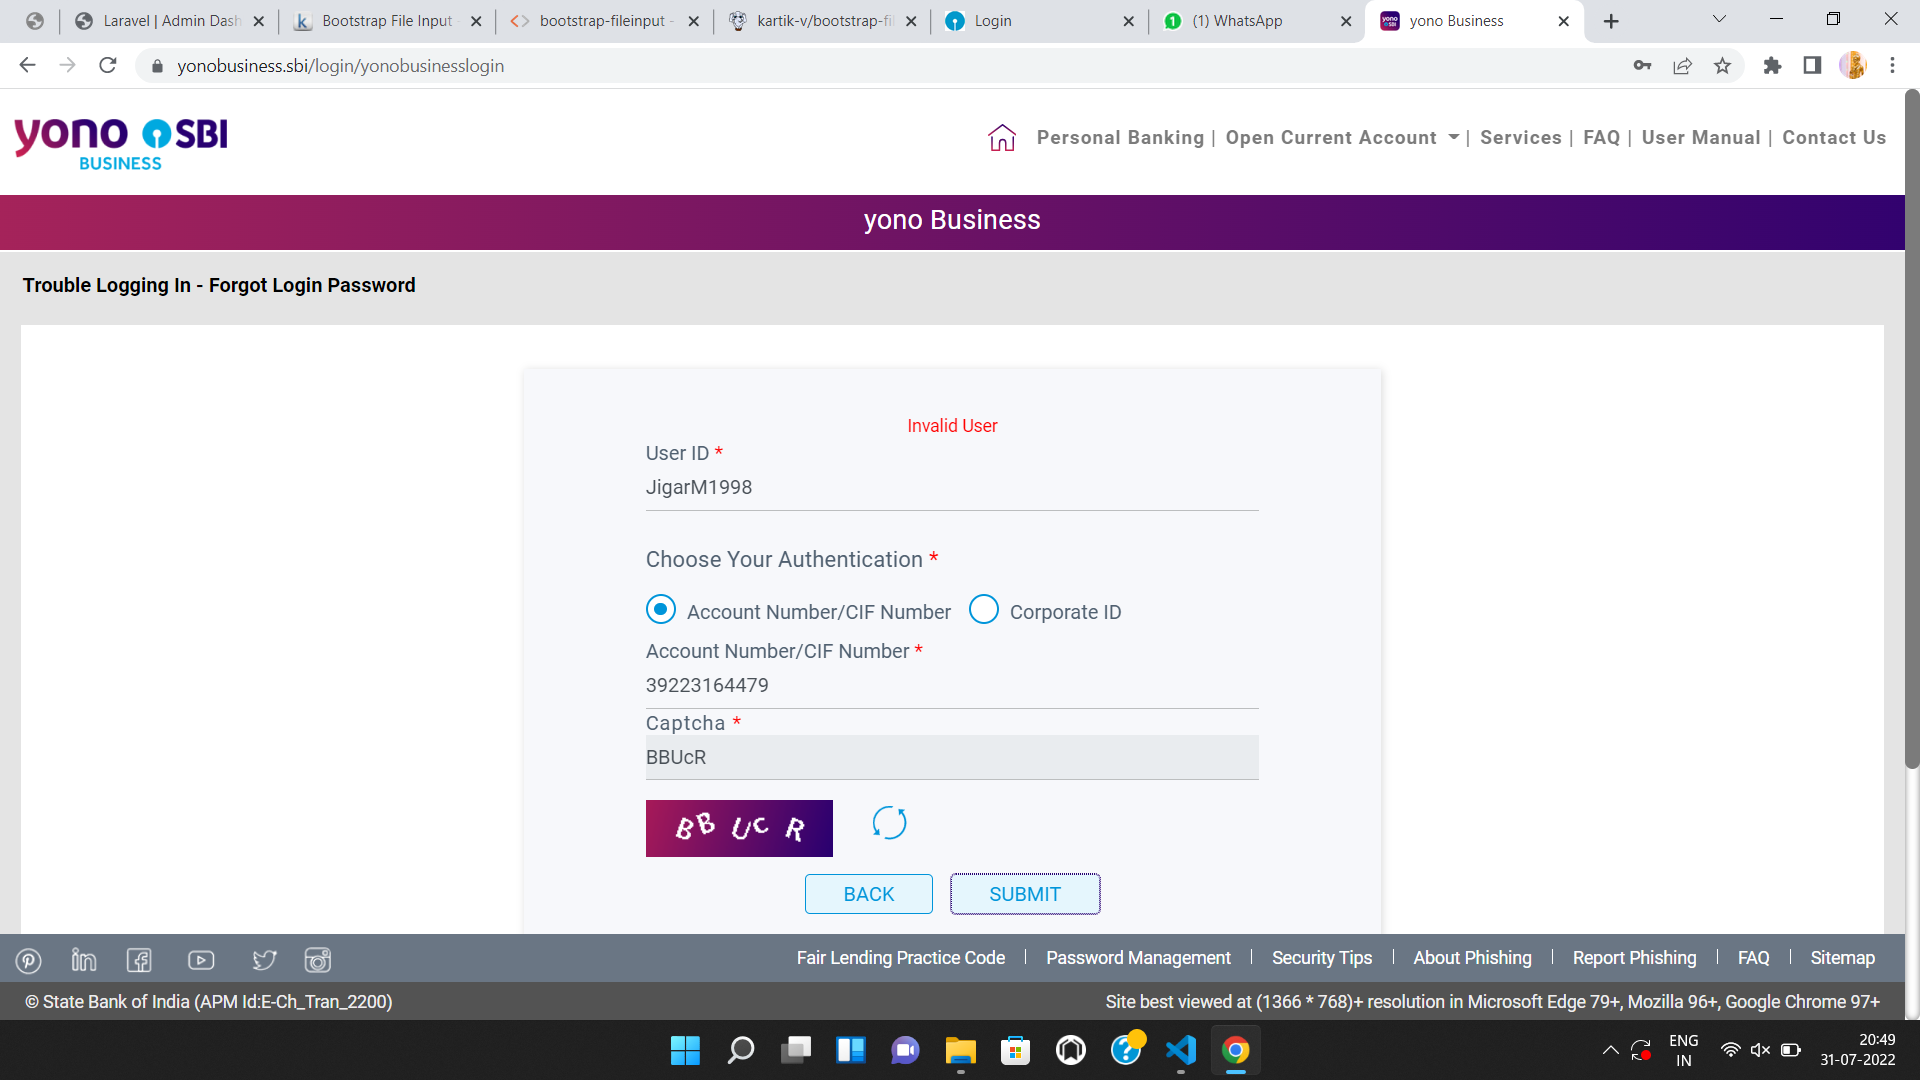 Laravel | Admin Dash
Bootstrap File Input
bootstrap-fileinput -
kartik-v/bootstrap-fil
Login
(1) WhatsApp
yono Business
yonobusiness.sbi/login/yonobusinesslogin
yono SBI
BUSINESS
Personal Banking | Open Current Account | Services | FAQ | User Manual | Contact Us
yono Business
Trouble Logging In - Forgot Login Password
Invalid User
User ID *
JigarM1998
Choose Your Authentication *
Account Number/CIF Number Corporate ID
Account Number/CIF Number *
39223164479
Captcha *
BBUcR
BB Uc R
BACK SUBMIT
Fair Lending Practice Code | Password Management | Security Tips | About Phishing | Report Phishing | FAQ | Sitemap
© State Bank of India (APM Id:E-Ch_Tran_2200) Site best viewed at (1366 * 768)+ resolution in Microsoft Edge 79+, Mozilla 96+, Google Chrome 97+
ENG 20:49
IN 31-07-2022